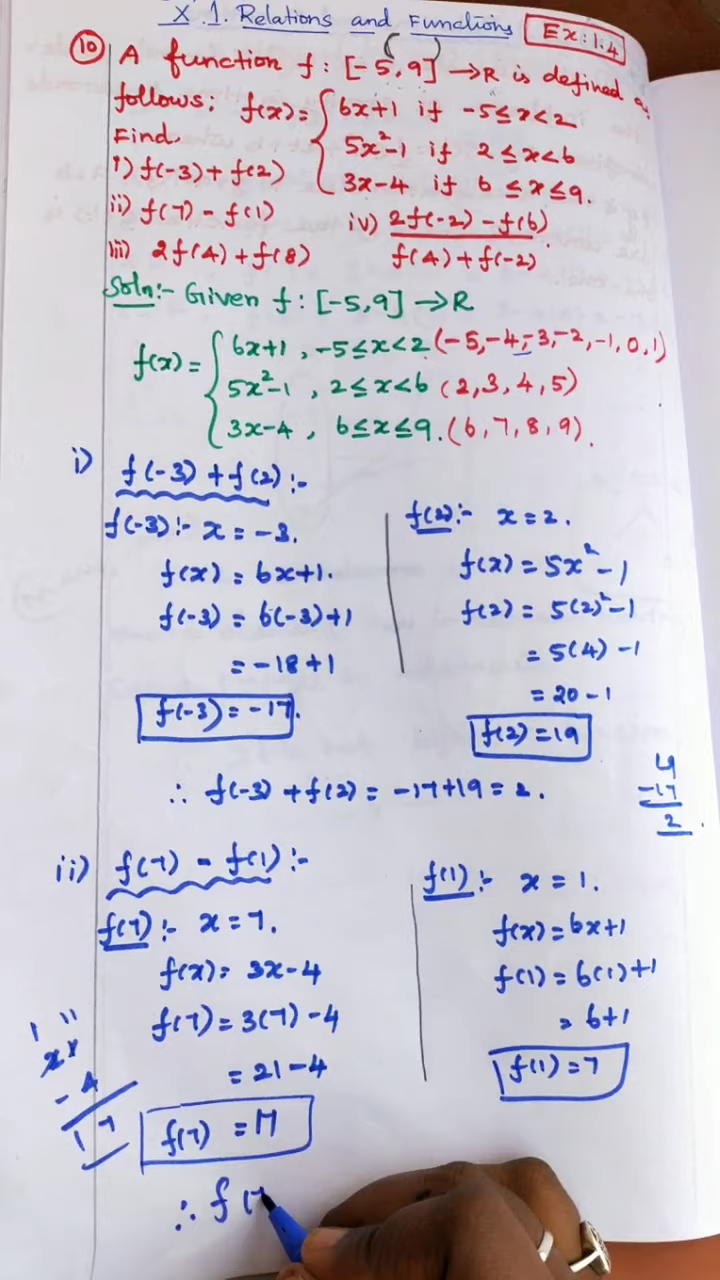 X 1. Relations and Functions Ex:1.4
⑩ A function f : [-5,9] →R is defined as
follows: f(x)= { 6x+1 if -5≤x<2
Find, 5x²-1 if 2≤x<6
i) f(-3)+f(2) 3x-4 if 6≤x≤9.
ii) f(7) - f(1) iv) 2f(-2) - f(6)
iii) 2f(4)+f(8) f(4)+f(-2)
Soln:- Given f : [-5,9] →R
f(x)= { 6x+1, -5≤x<2 (-5,-4,-3,-2,-1,0,1)
5x²-1, 2≤x<6 (2,3,4,5)
3x-4, 6≤x≤9. (6,7,8,9).
i) f(-3)+f(2):-
f(-3):- x=-3.
f(x) = 6x+1.
f(-3) = 6(-3)+1
= -18+1
f(-3) = -17.
f(2):- x=2.
f(x) = 5x²-1
f(2) = 5(2)²-1
= 5(4)-1
= 20-1
f(2) = 19
∴ f(-3)+f(2) = -17+19 = 2.
-17
2
ii) f(7) - f(1):-
f(7):- x=7.
f(x) = 3x-4
f(7) = 3(7)-4
= 21-4
f(7) = 17
f(1):- x=1.
f(x) = 6x+1
f(1) = 6(1)+1
= 6+1
f(1) = 7
1 11
- 4
17
∴ f(7